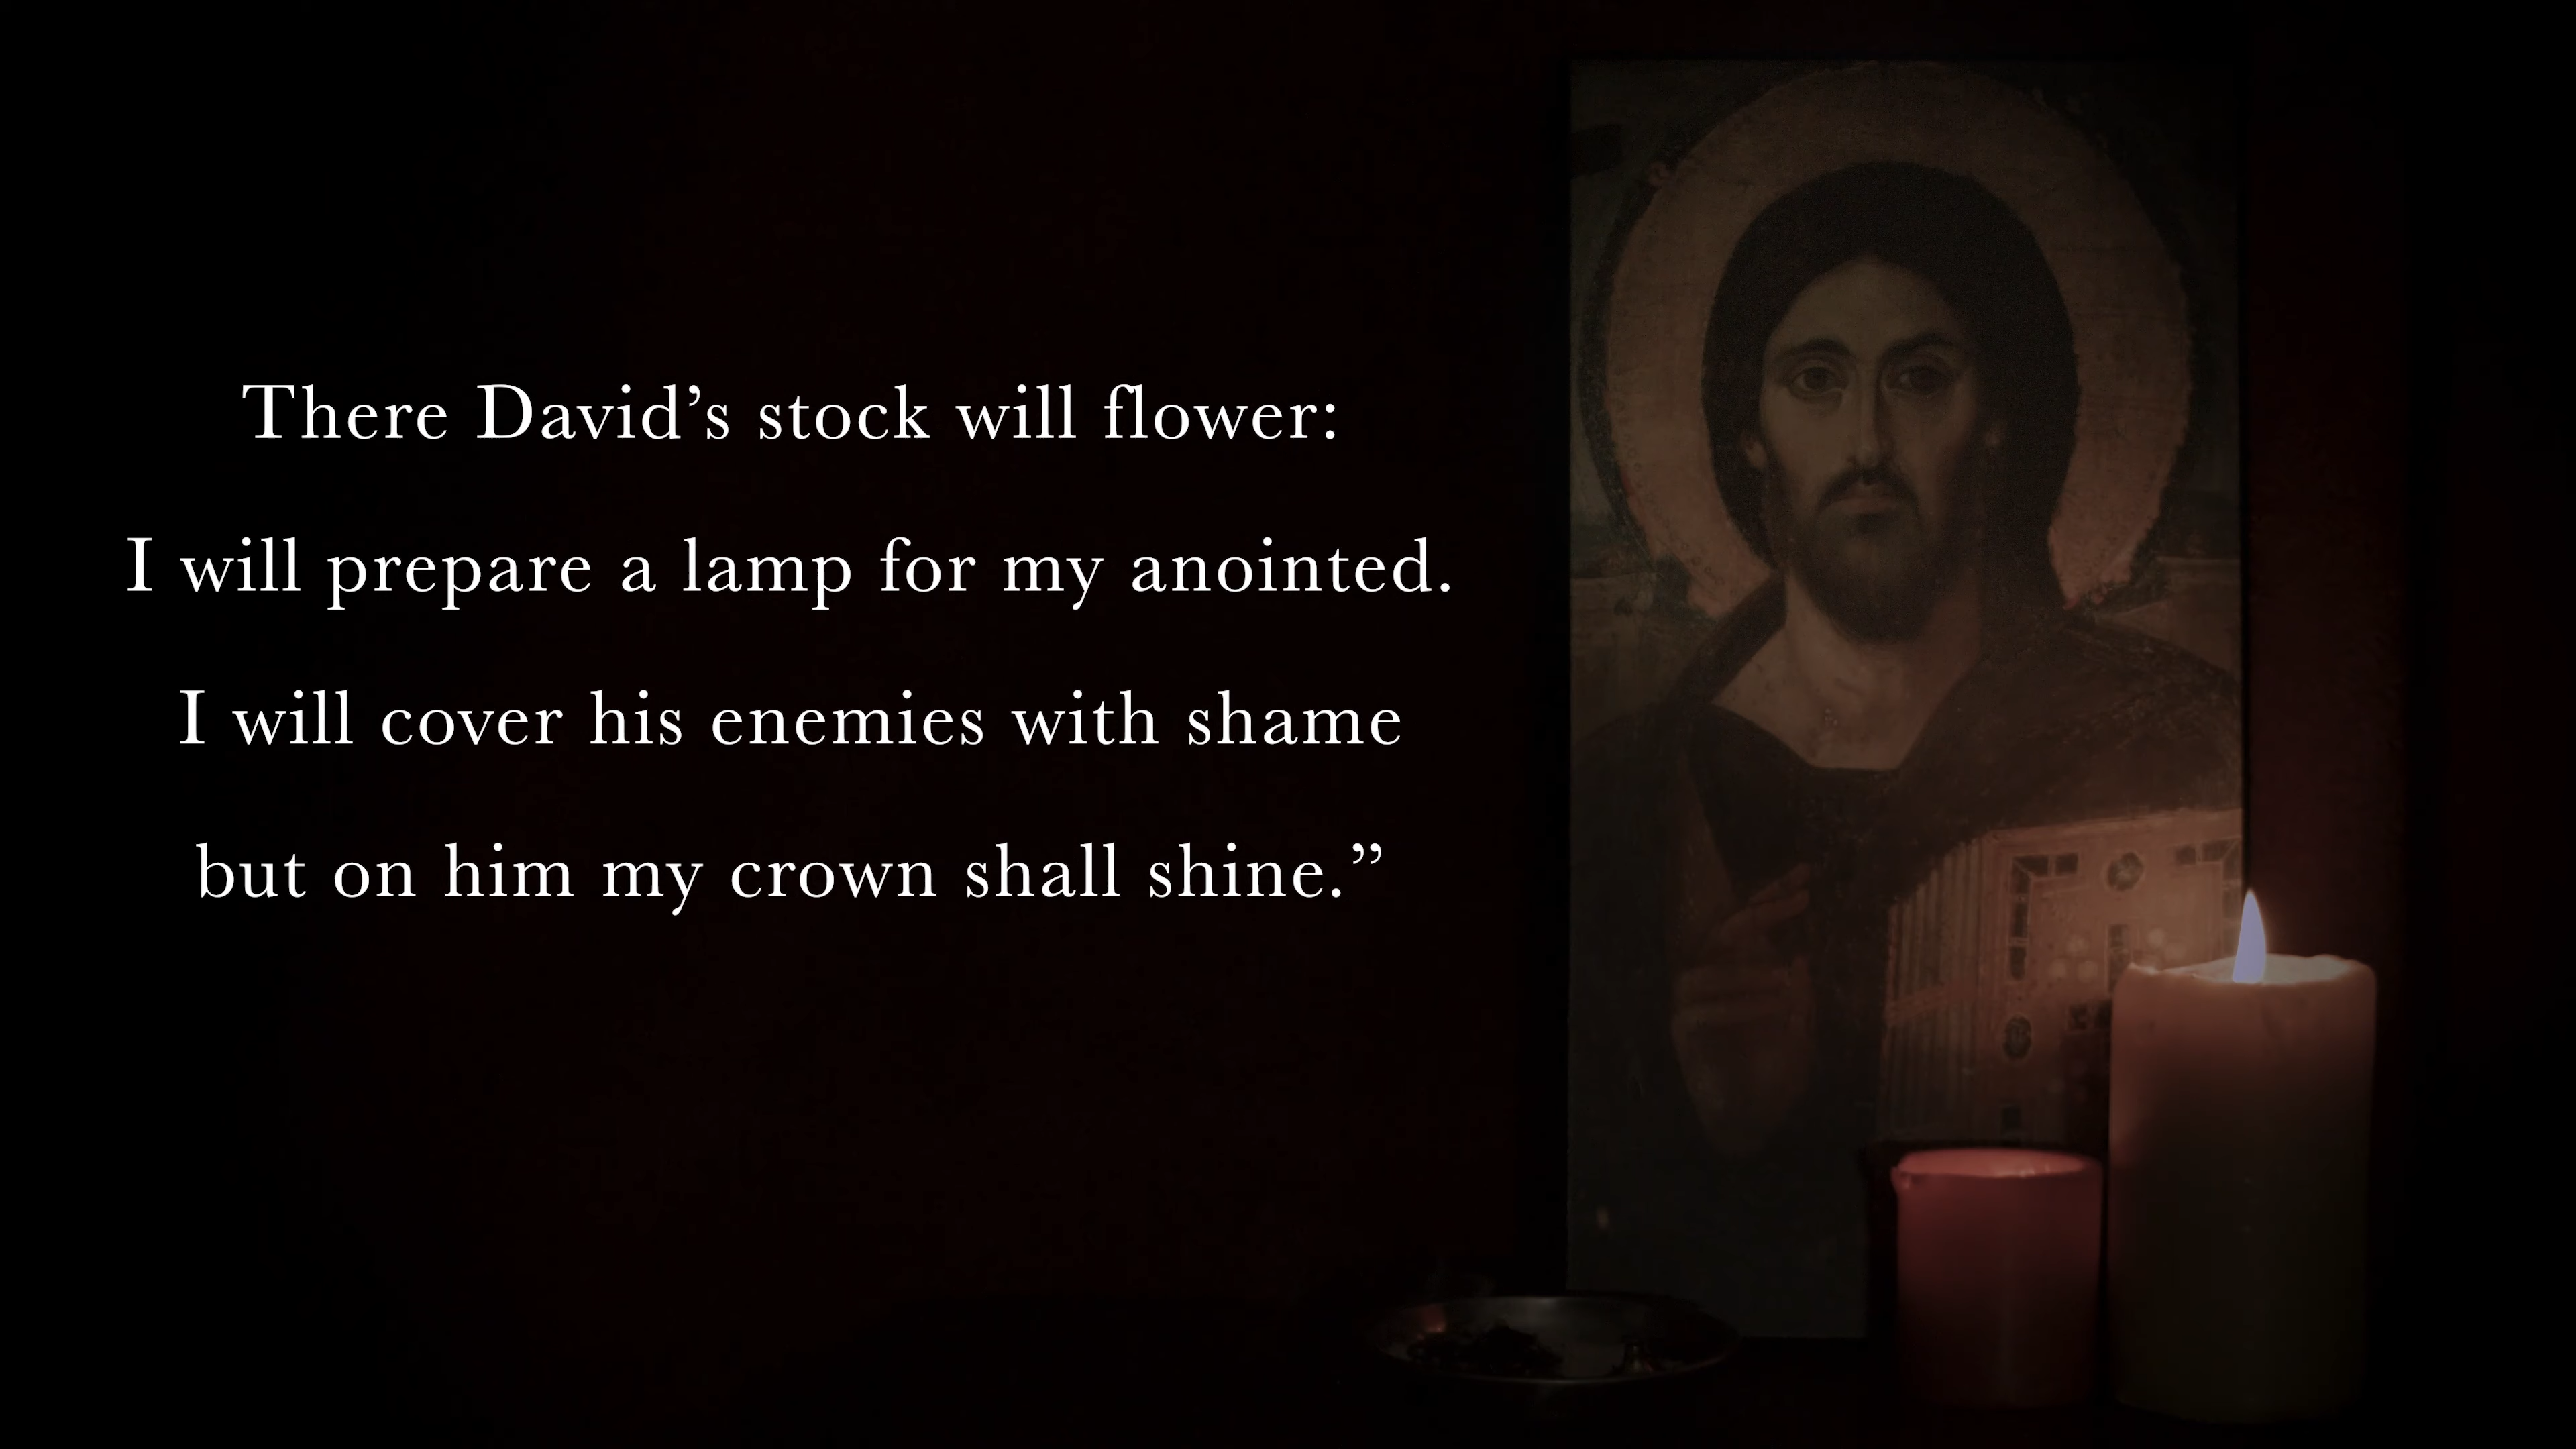 There David’s stock will flower:
I will prepare a lamp for my anointed.
I will cover his enemies with shame
but on him my crown shall shine.”